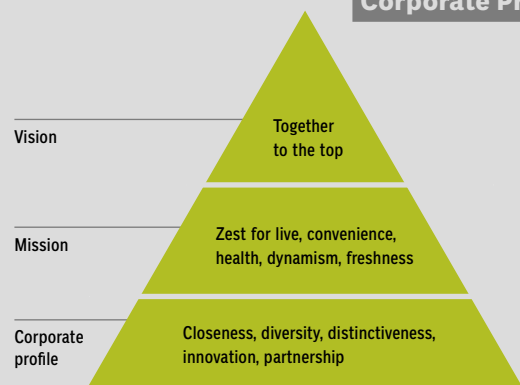 Corporate
Together
to the top
Vision
Zest for live, convenience,
health, dynamism, freshness
Mission
Closeness, diversity, distinctiveness,
innovation, partnership
Corporate
profile